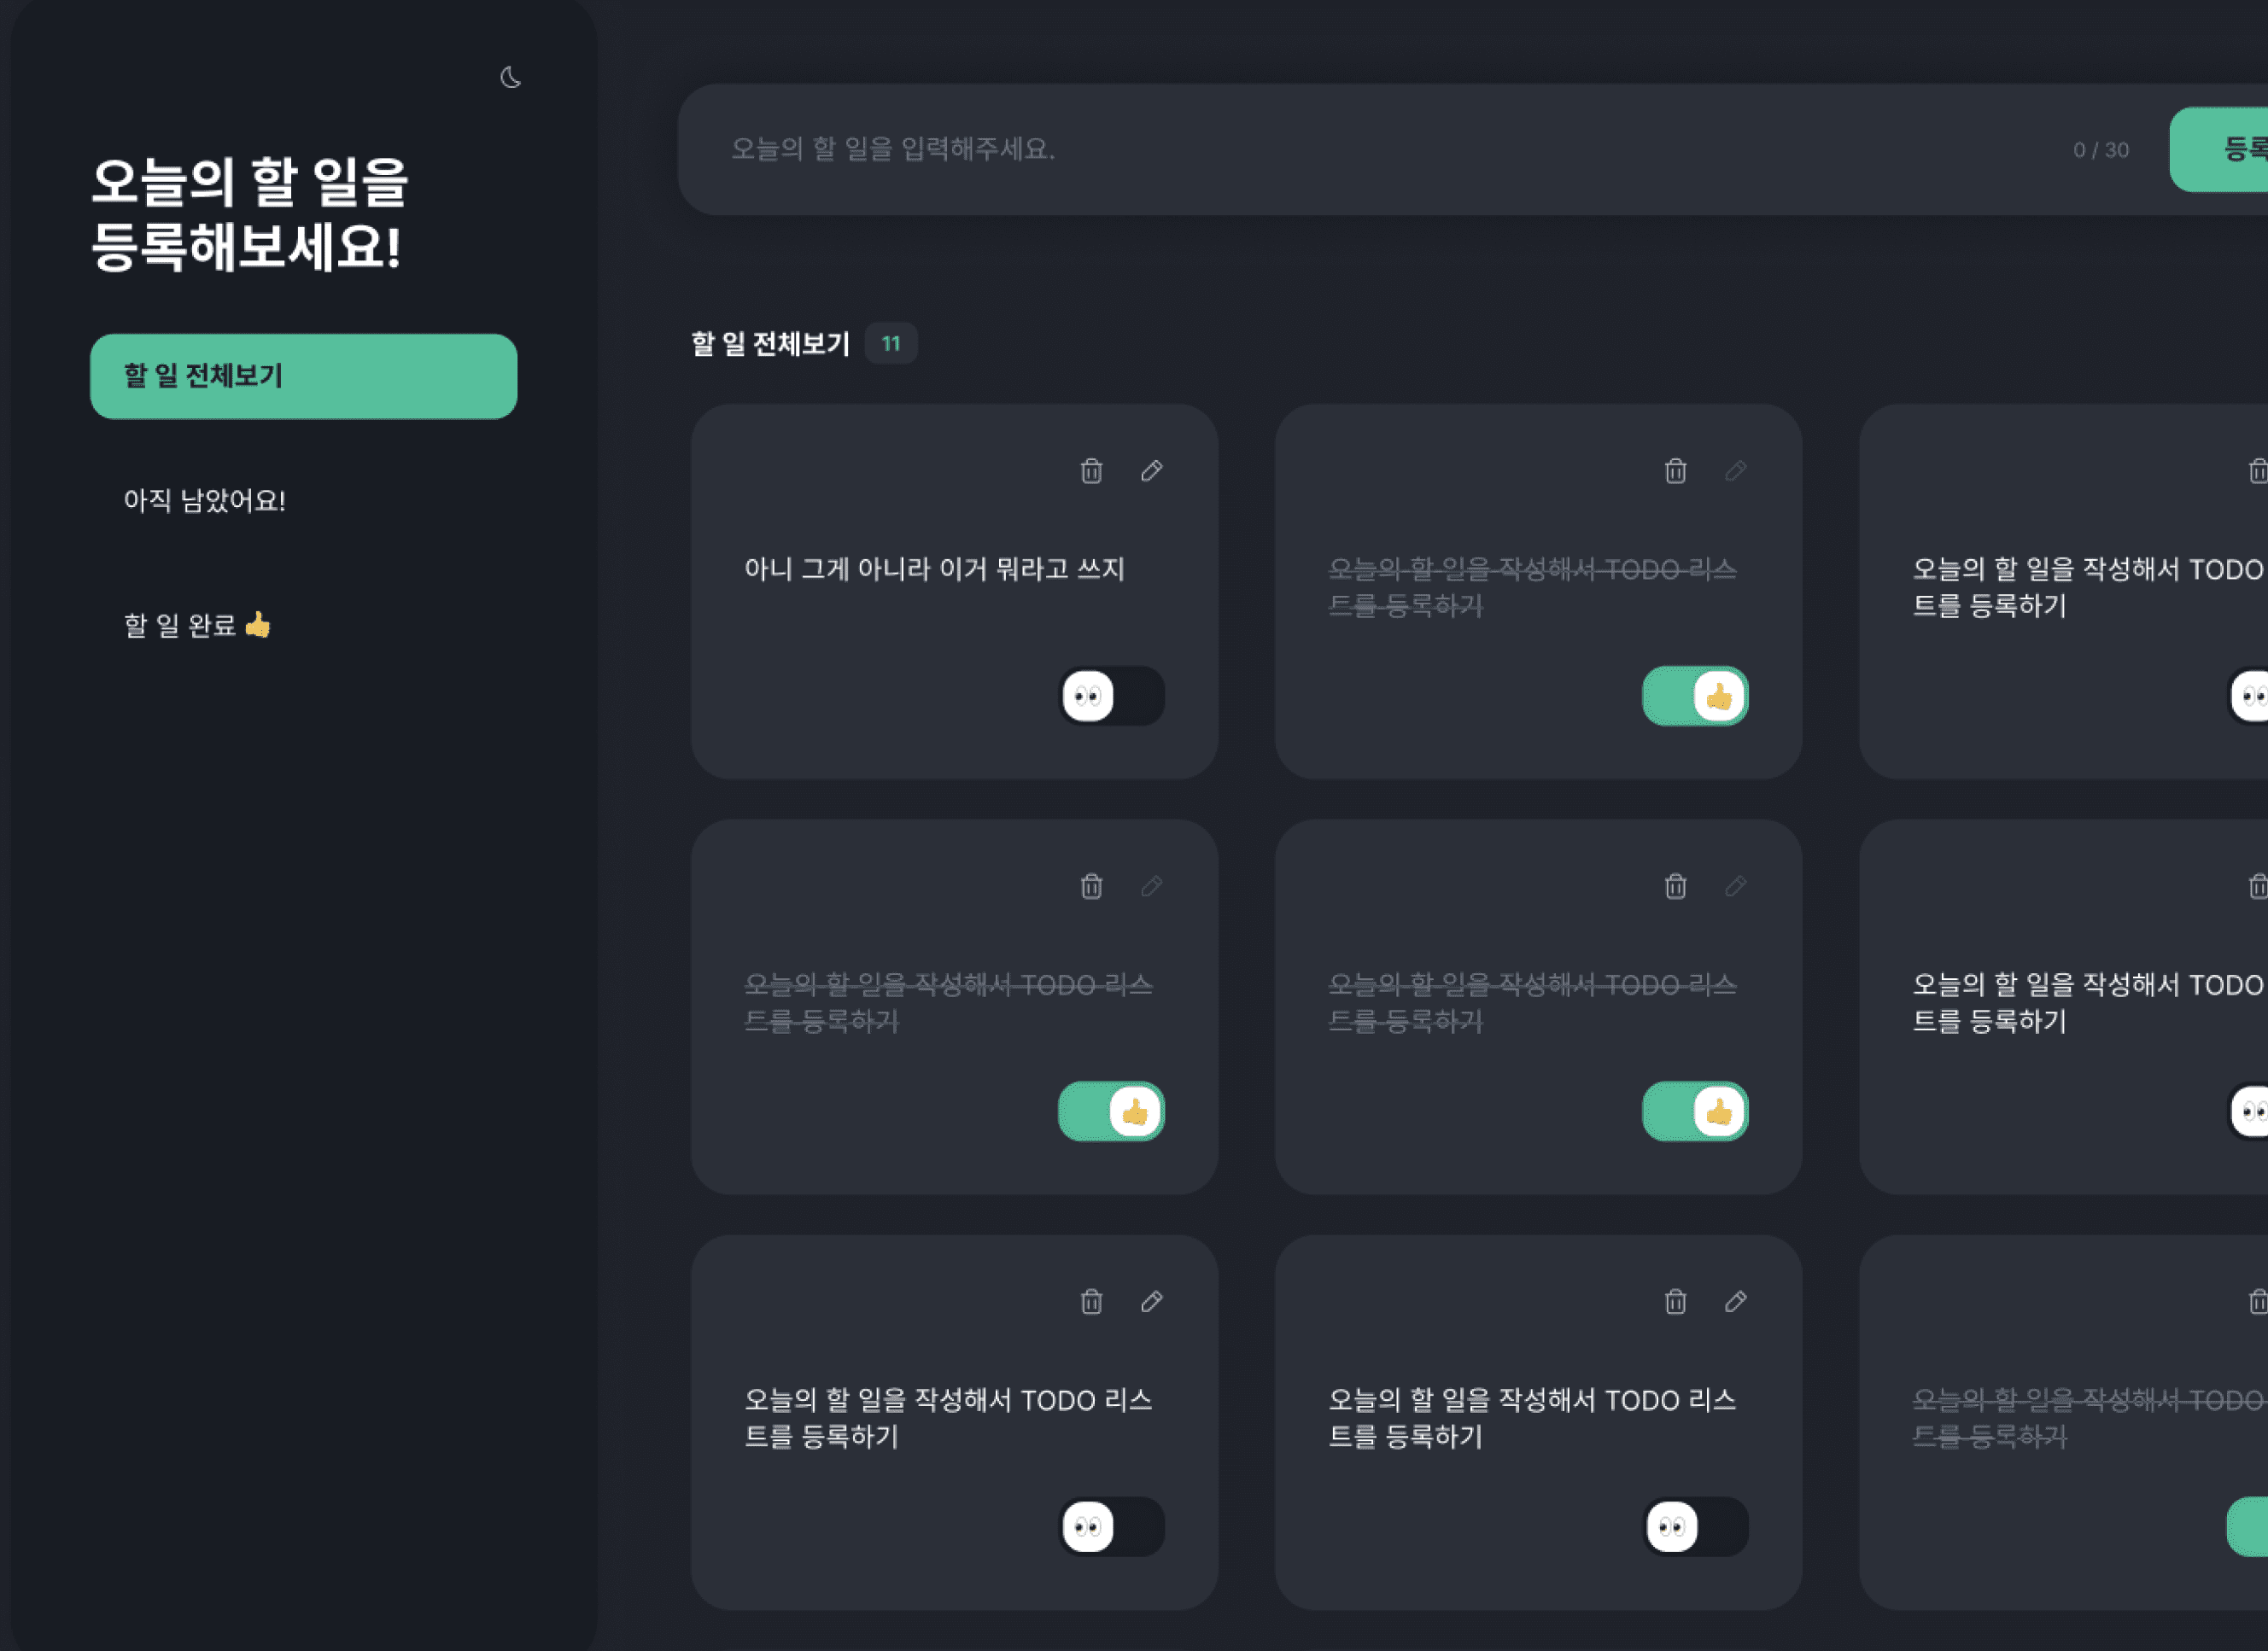 오늘의 할 일을
등록해보세요!
할 일 전체보기
아직 남았어요!
할 일 완료 👍
오늘의 할 일을 입력해주세요.
0 / 30
할 일 전체보기 11
아니 그게 아니라 이거 뭐라고 쓰지
오늘의 할 일을 작성해서 TODO 리스
트를 등록하기
오늘의 할 일을 작성해서 TODO
트를 등록하기
오늘의 할 일을 작성해서 TODO 리스
트를 등록하기
오늘의 할 일을 작성해서 TODO 리스
트를 등록하기
오늘의 할 일을 작성해서 TODO
트를 등록하기
오늘의 할 일을 작성해서 TODO 리스
트를 등록하기
오늘의 할 일을 작성해서 TODO 리스
트를 등록하기
오늘의 할 일을 작성해서 TODO
트를 등록하기